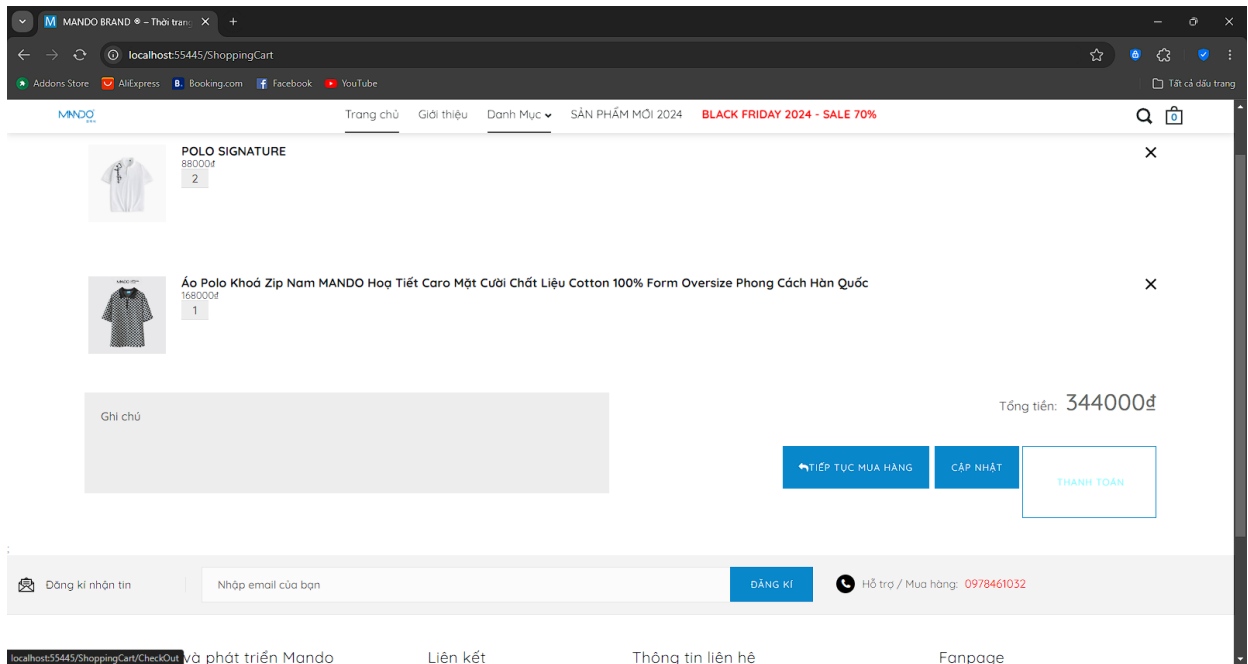 MANDO BRAND ® – Thời trang
localhost:55445/ShoppingCart
Addons Store AliExpress Booking.com Facebook YouTube Tất cả dấu trang
MANDO Trang chủ Giới thiệu Danh Mục SẢN PHẨM MỚI 2024 BLACK FRIDAY 2024 - SALE 70% 0
POLO SIGNATURE
88000₫
2
Áo Polo Khoá Zip Nam MANDO Hoạ Tiết Caro Mặt Cười Chất Liệu Cotton 100% Form Oversize Phong Cách Hàn Quốc
168000₫
1
Ghi chú
Tổng tiền: 344000₫
TIẾP TỤC MUA HÀNG CẬP NHẬT THANH TOÁN
;
Đăng kí nhận tin Nhập email của bạn ĐĂNG KÍ Hỗ trợ / Mua hàng: 0978461032
localhost:55445/ShoppingCart/CheckOut và phát triển Mando Liên kết Thông tin liên hệ Fanpage